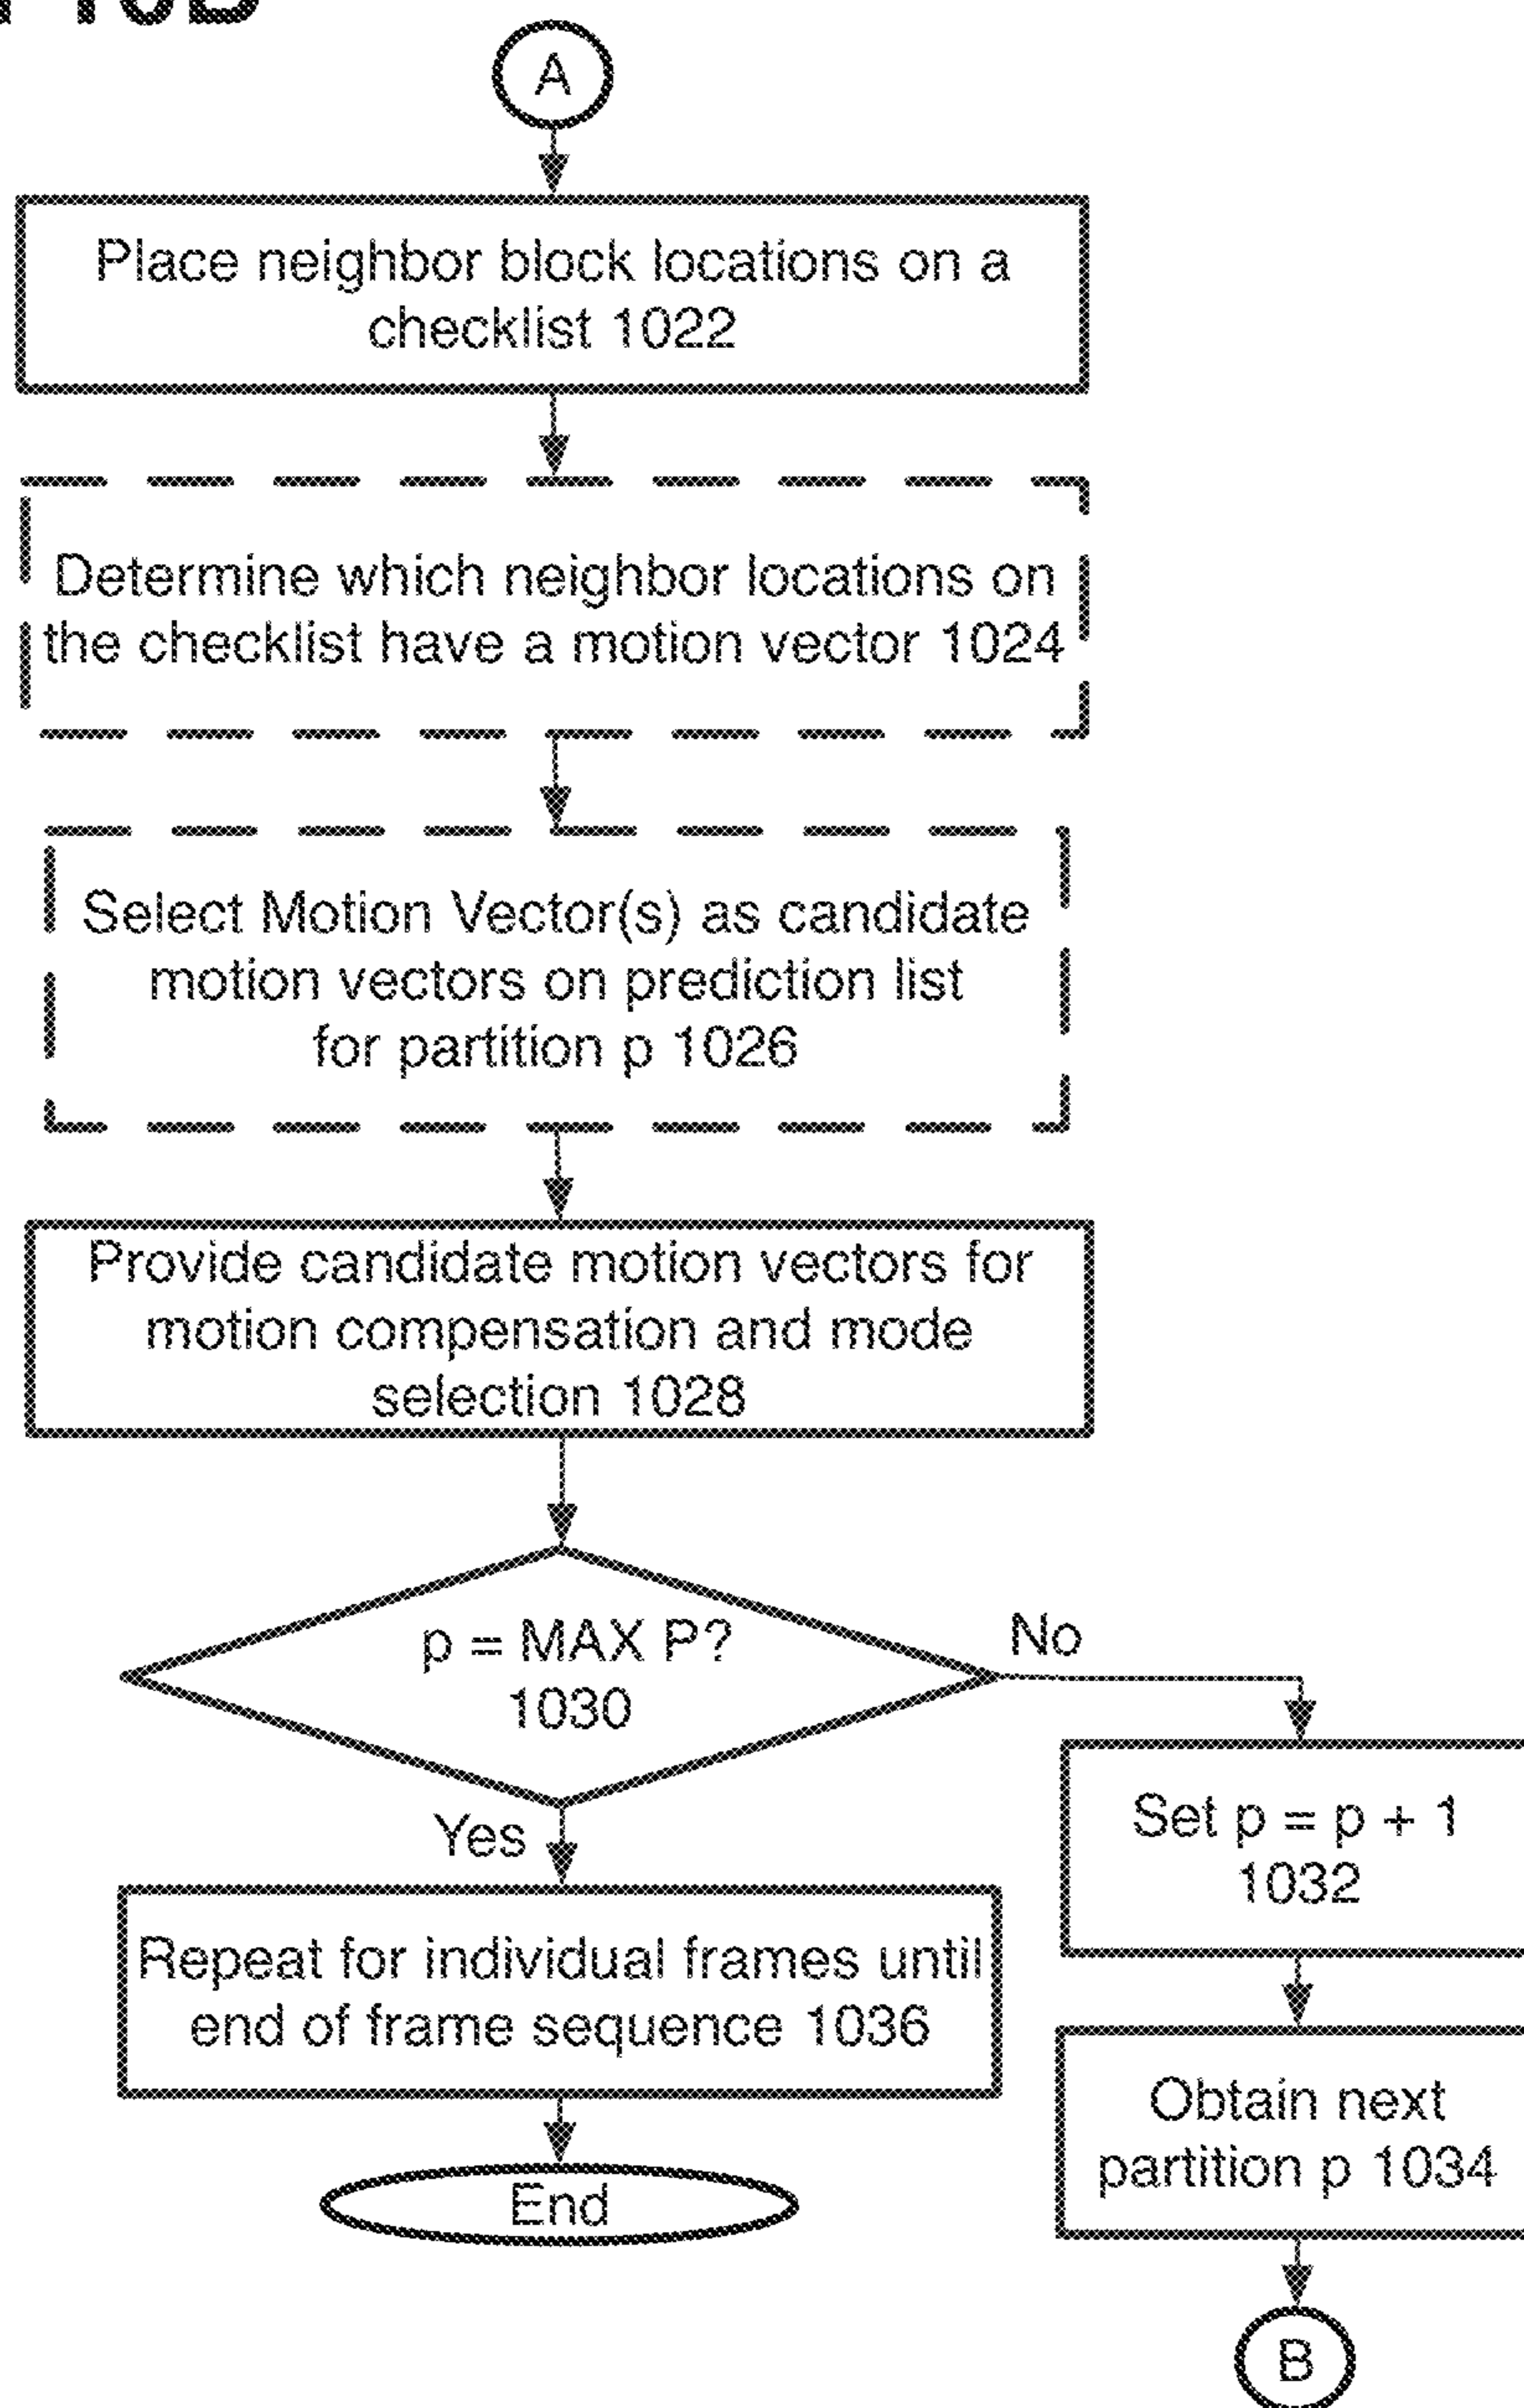 A
Place neighbor block locations on a
checklist 1022
Determine which neighbor locations on
the checklist have a motion vector 1024
Select Motion Vector(s) as candidate
motion vectors on prediction list
for partition p 1026
Provide candidate motion vectors for
motion compensation and mode
selection 1028
p = MAX P?
1030
No
Yes
Set p = p + 1
1032
Repeat for individual frames until
end of frame sequence 1036
Obtain next
partition p 1034
End
B